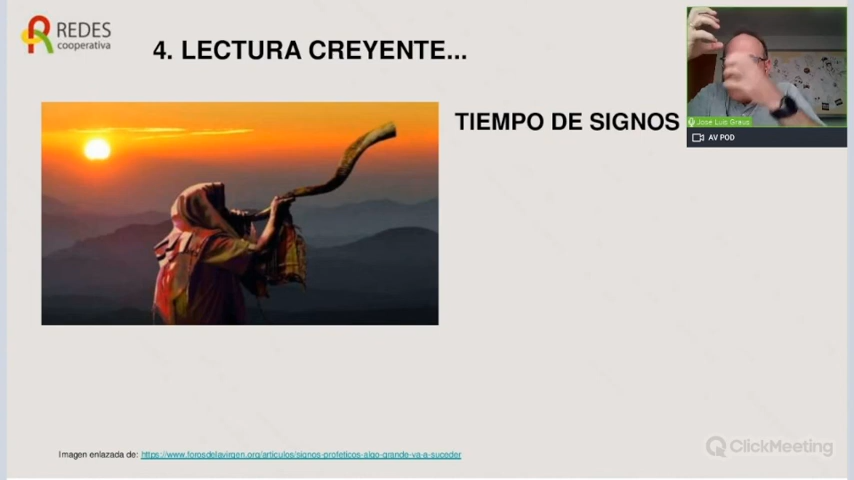 REDES
cooperativa
4. LECTURA CREYENTE...
TIEMPO DE SIGNOS
José Luis Graus
AV POD
Imagen enlazada de: https://www.forosdelavirgen.org/articulos/signos-profeticos-algo-grande-va-a-suceder
ClickMeeting